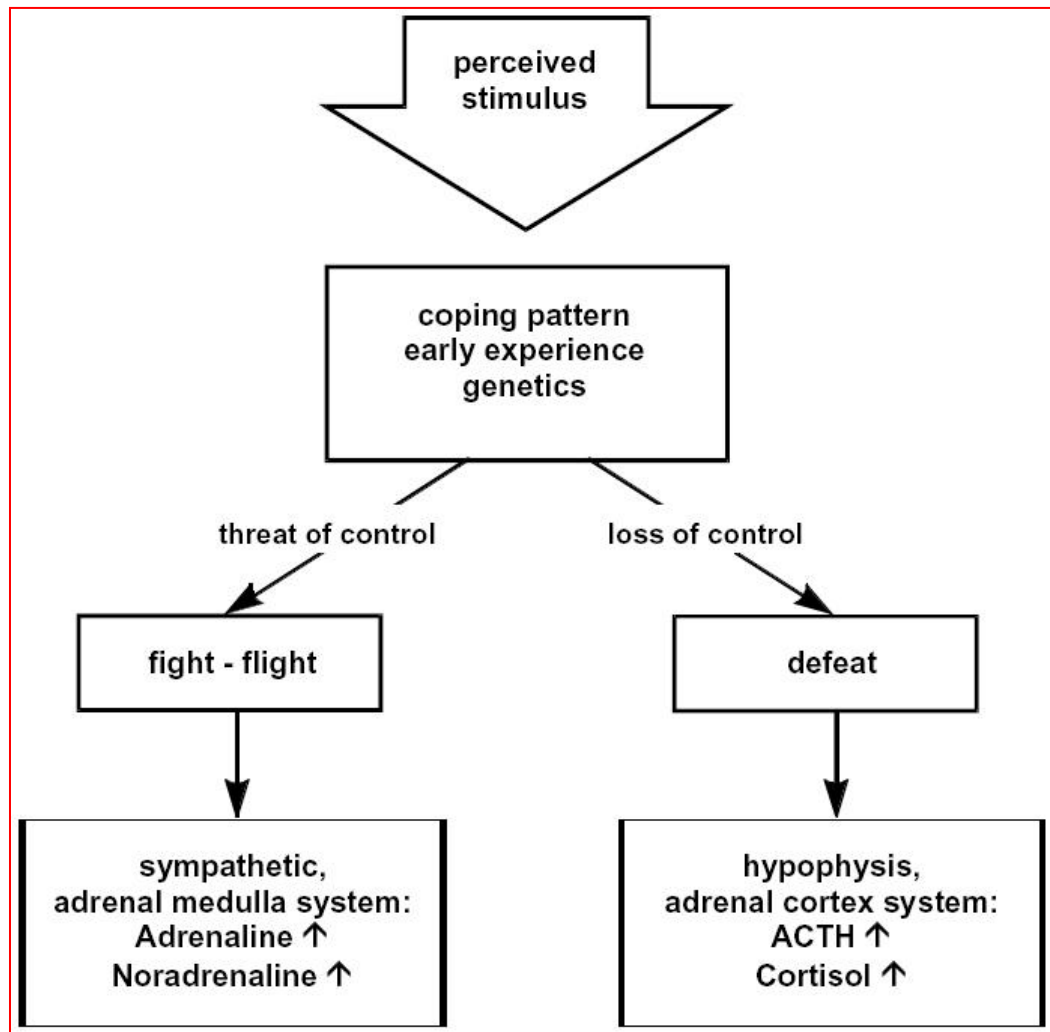 perceived
stimulus
coping pattern
early experience
genetics
threat of control
loss of control
fight - flight
defeat
sympathetic,
adrenal medulla system:
Adrenaline ↑
Noradrenaline ↑
hypophysis,
adrenal cortex system:
ACTH ↑
Cortisol ↑